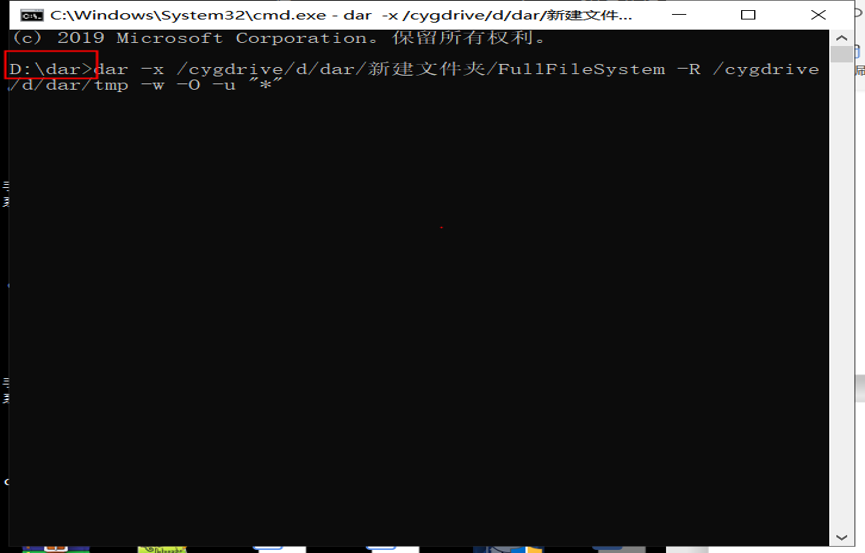 C:\Windows\System32\cmd.exe - dar -x /cygdrive/d/dar/新建文件...
(c) 2019 Microsoft Corporation。保留所有权利。
D:\dar>dar -x /cygdrive/d/dar/新建文件夹/FullFileSystem -R /cygdrive
/d/dar/tmp -w -O -u "*"